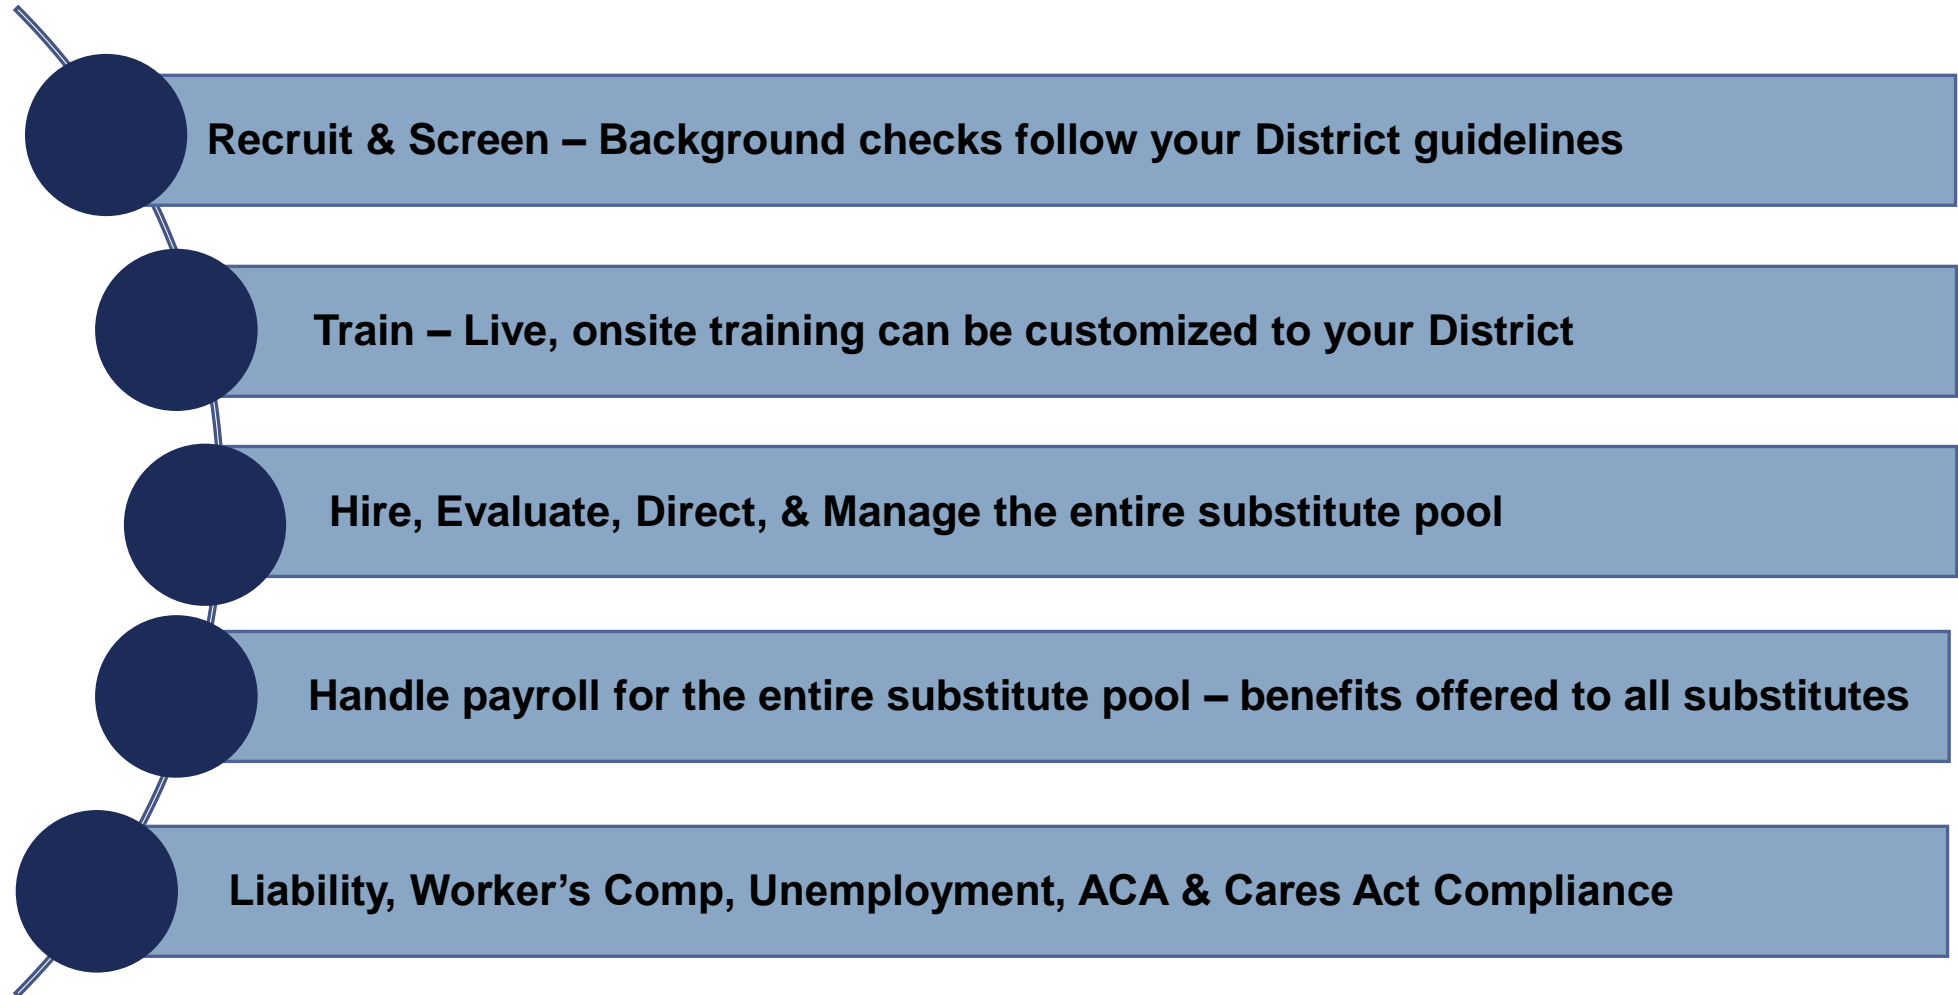 Recruit & Screen – Background checks follow your District guidelines
Train – Live, onsite training can be customized to your District
Hire, Evaluate, Direct, & Manage the entire substitute pool
Handle payroll for the entire substitute pool – benefits offered to all substitutes
Liability, Worker’s Comp, Unemployment, ACA & Cares Act Compliance